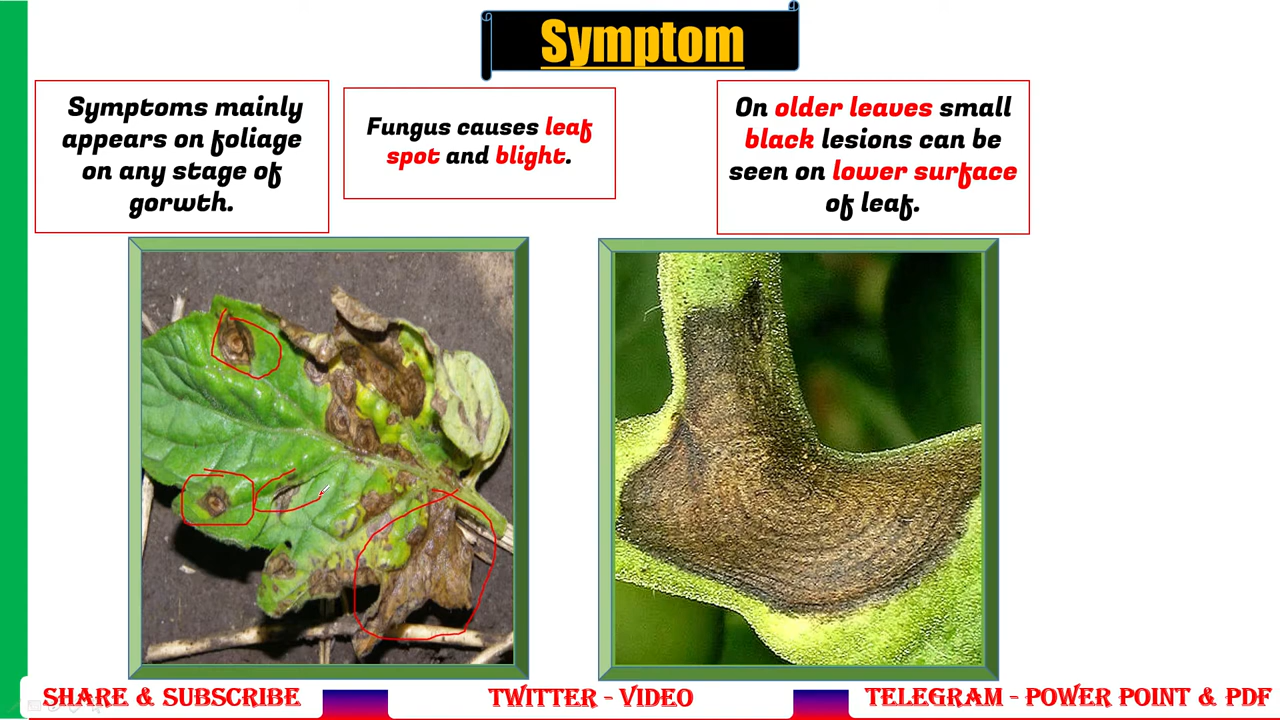 Symptom
Symptoms mainly
appears on foliage
on any stage of
gorwth.
Fungus causes leaf
spot and blight.
On older leaves small
black lesions can be
seen on lower surface
of leaf.
SHARE & SUBSCRIBE
TWITTER - VIDEO
TELEGRAM - POWER POINT & PDF